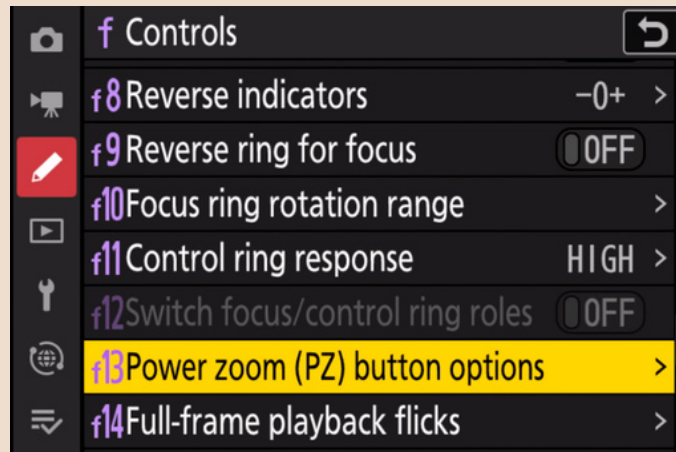 f Controls
f8 Reverse indicators −0+ >
f9 Reverse ring for focus OFF
f10 Focus ring rotation range >
f11 Control ring response HIGH >
f12 Switch focus/control ring roles OFF
f13 Power zoom (PZ) button options >
f14 Full-frame playback flicks >